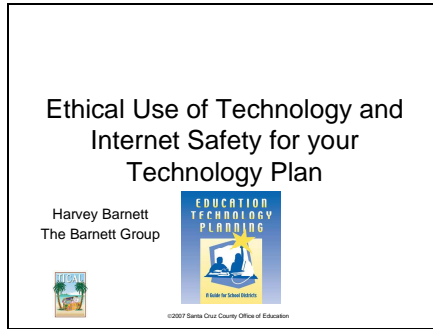 Ethical Use of Technology and
Internet Safety for your
Technology Plan
Harvey Barnett
The Barnett Group
EDUCATION
TECHNOLOGY
PLANNING
A Guide for School Districts
©2007 Santa Cruz County Office of Education